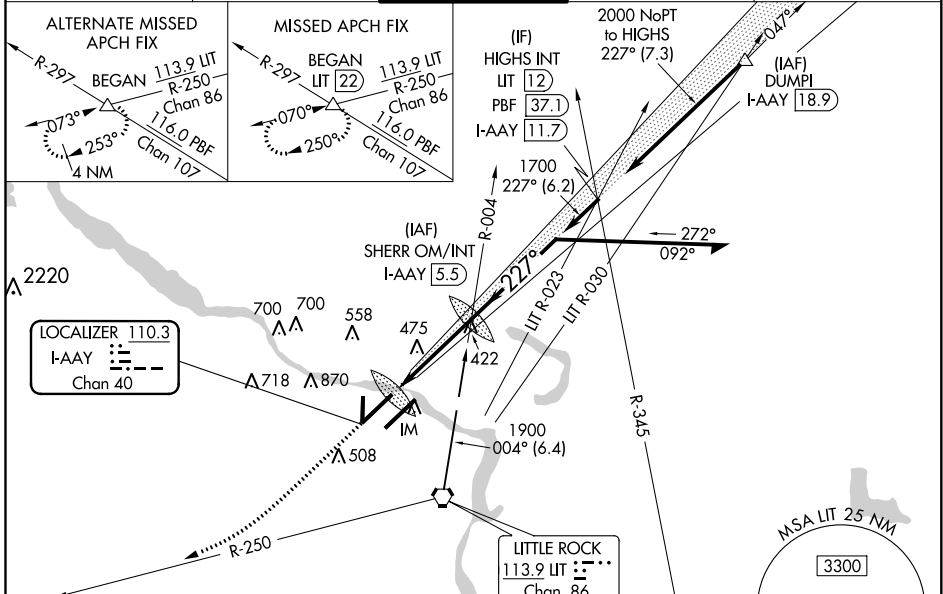 ALTERNATE MISSED
APCH FIX
R-297
BEGAN
113.9 LIT
R-250
Chan 86
073°
253°
4 NM
116.0 PBF
Chan 107
MISSED APCH FIX
R-297
BEGAN
LIT 22
113.9 LIT
R-250
Chan 86
070°
250°
116.0 PBF
Chan 107
(IF)
HIGHS INT
LIT 12
PBF 37.1
I-AAY 11.7
2000 NoPT
to HIGHS
227° (7.3)
047°
(IAF)
DUMPI
I-AAY 18.9
1700
227° (6.2)
R-004
(IAF)
SHERR OM/INT
I-AAY 5.5
227°
272°
092°
LIT R-023
LIT R-030
2220
700
700
558
475
422
LOCALIZER 110.3
I-AAY
Chan 40
718
870
IM
508
1900
004° (6.4)
R-345
R-250
LITTLE ROCK
113.9 LIT
Chan 86
MSA LIT 25 NM
3300